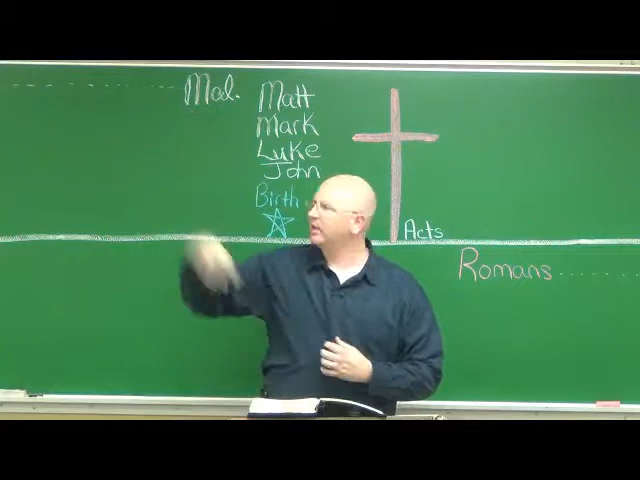 Mal.
Matt
Mark
Luke
John
Birth
Acts
Romans..........